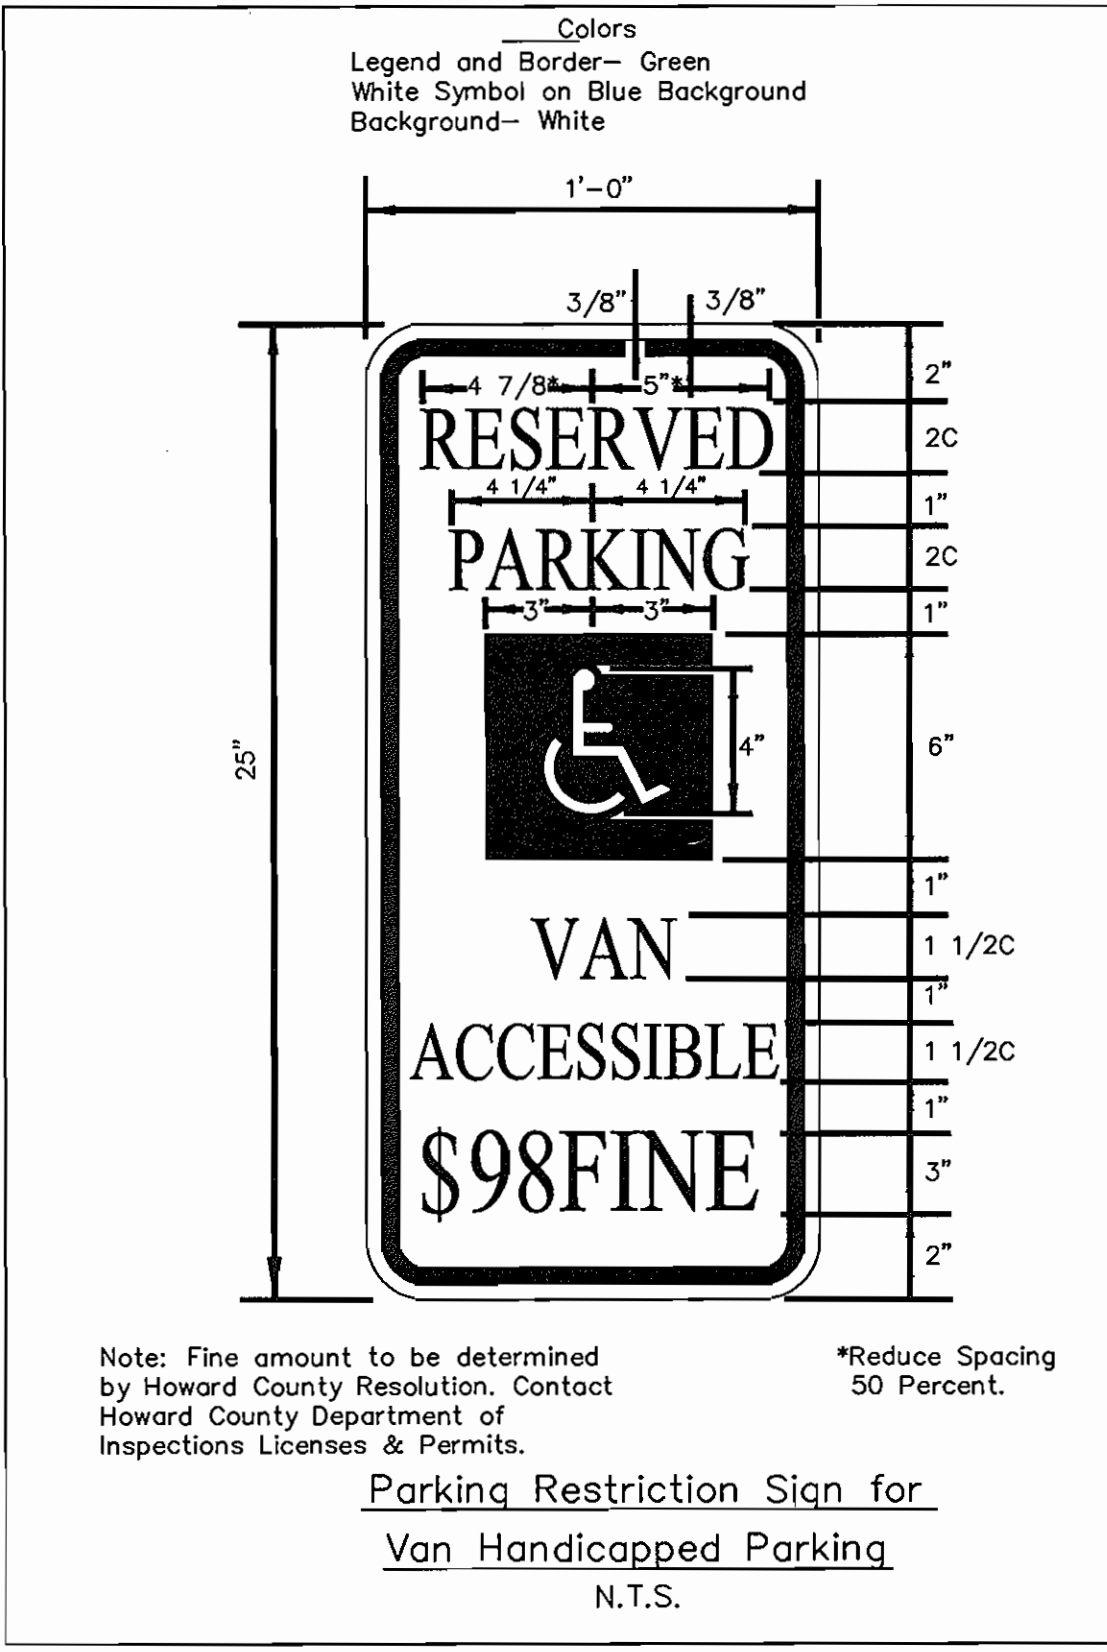 Colors
Legend and Border– Green
White Symbol on Blue Background
Background– White
1'–0"
3/8" 3/8"
2"
4 7/8* 5"*
RESERVED
2C
4 1/4" 4 1/4"
1"
PARKING
2C
3" 3"
1"
25"
4"
6"
1"
VAN
1 1/2C
1"
ACCESSIBLE
1 1/2C
1"
$98FINE
3"
2"
Note: Fine amount to be determined
by Howard County Resolution. Contact
Howard County Department of
Inspections Licenses & Permits.
*Reduce Spacing
50 Percent.
Parking Restriction Sign for
Van Handicapped Parking
N.T.S.